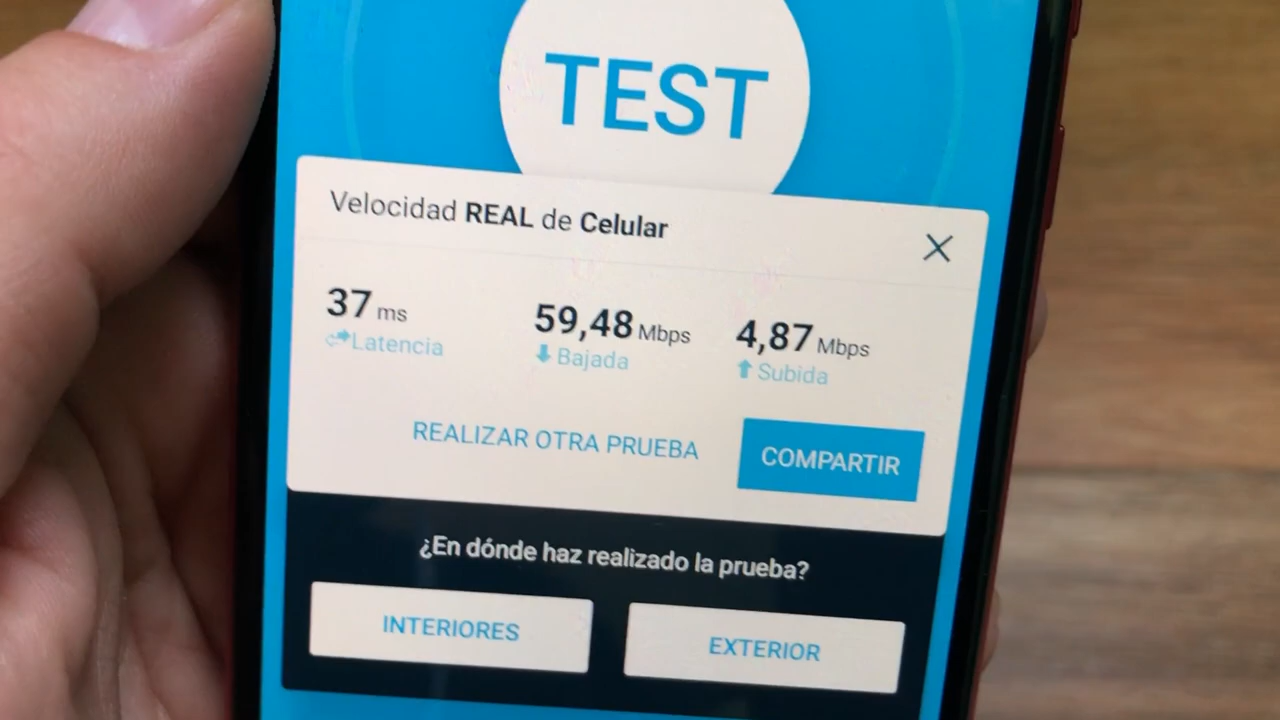 TEST
Velocidad REAL de Celular
37 ms 59,48 Mbps 4,87 Mbps
Latencia Bajada Subida
REALIZAR OTRA PRUEBA COMPARTIR
¿En dónde haz realizado la prueba?
INTERIORES EXTERIOR